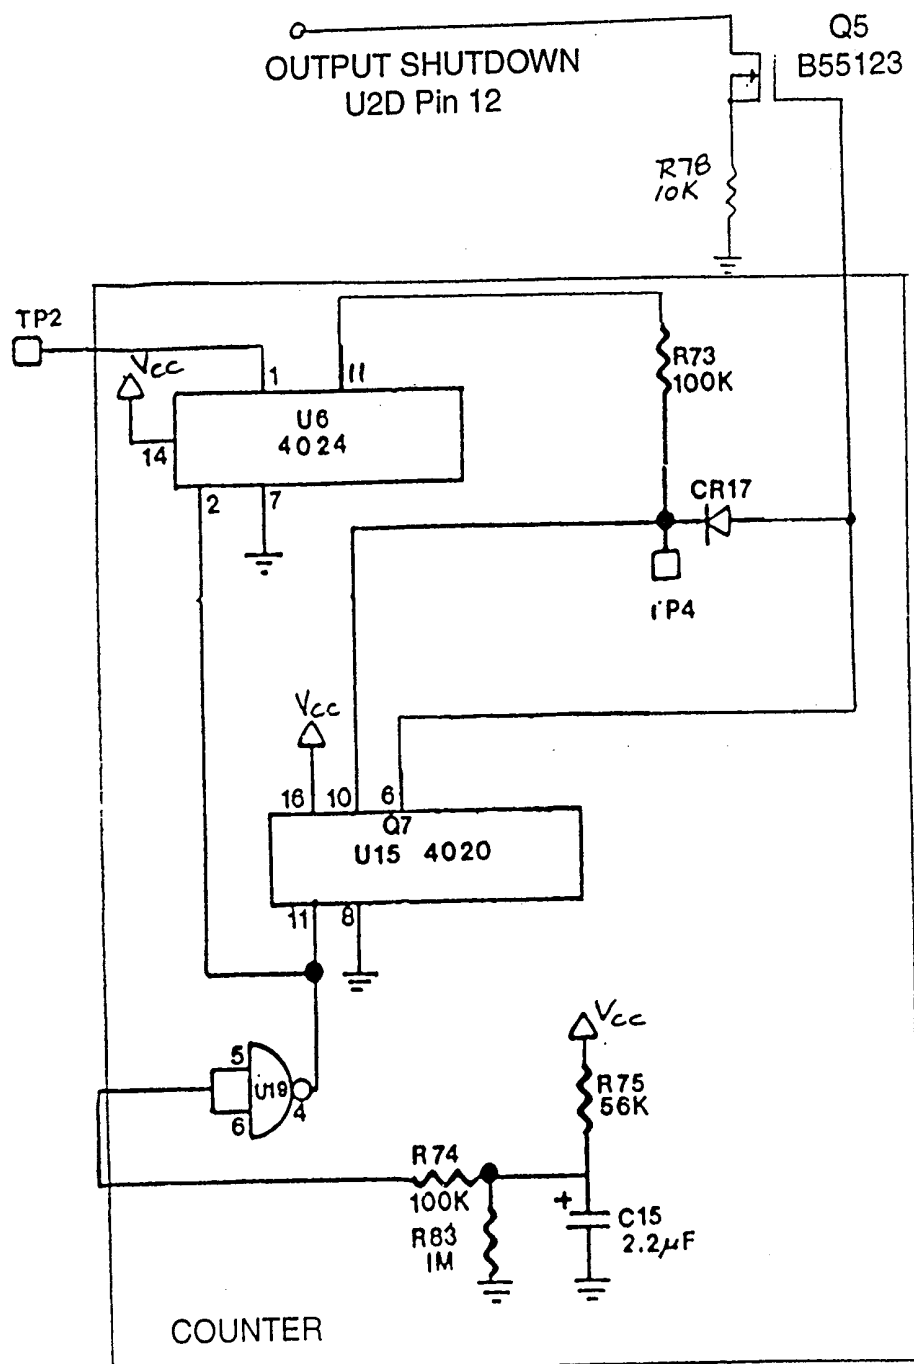 Q5
B55123
OUTPUT SHUTDOWN
U2D Pin 12
R78
10K
TP2
VCC
1
11
R73
100K
U6
4024
14
2
7
CR17
P4
VCC
16
10
6
Q7
U15 4020
11
8
VCC
5
U19
4
6
R75
56K
R74
100K
R83
1M
+
C15
2.2µF
COUNTER